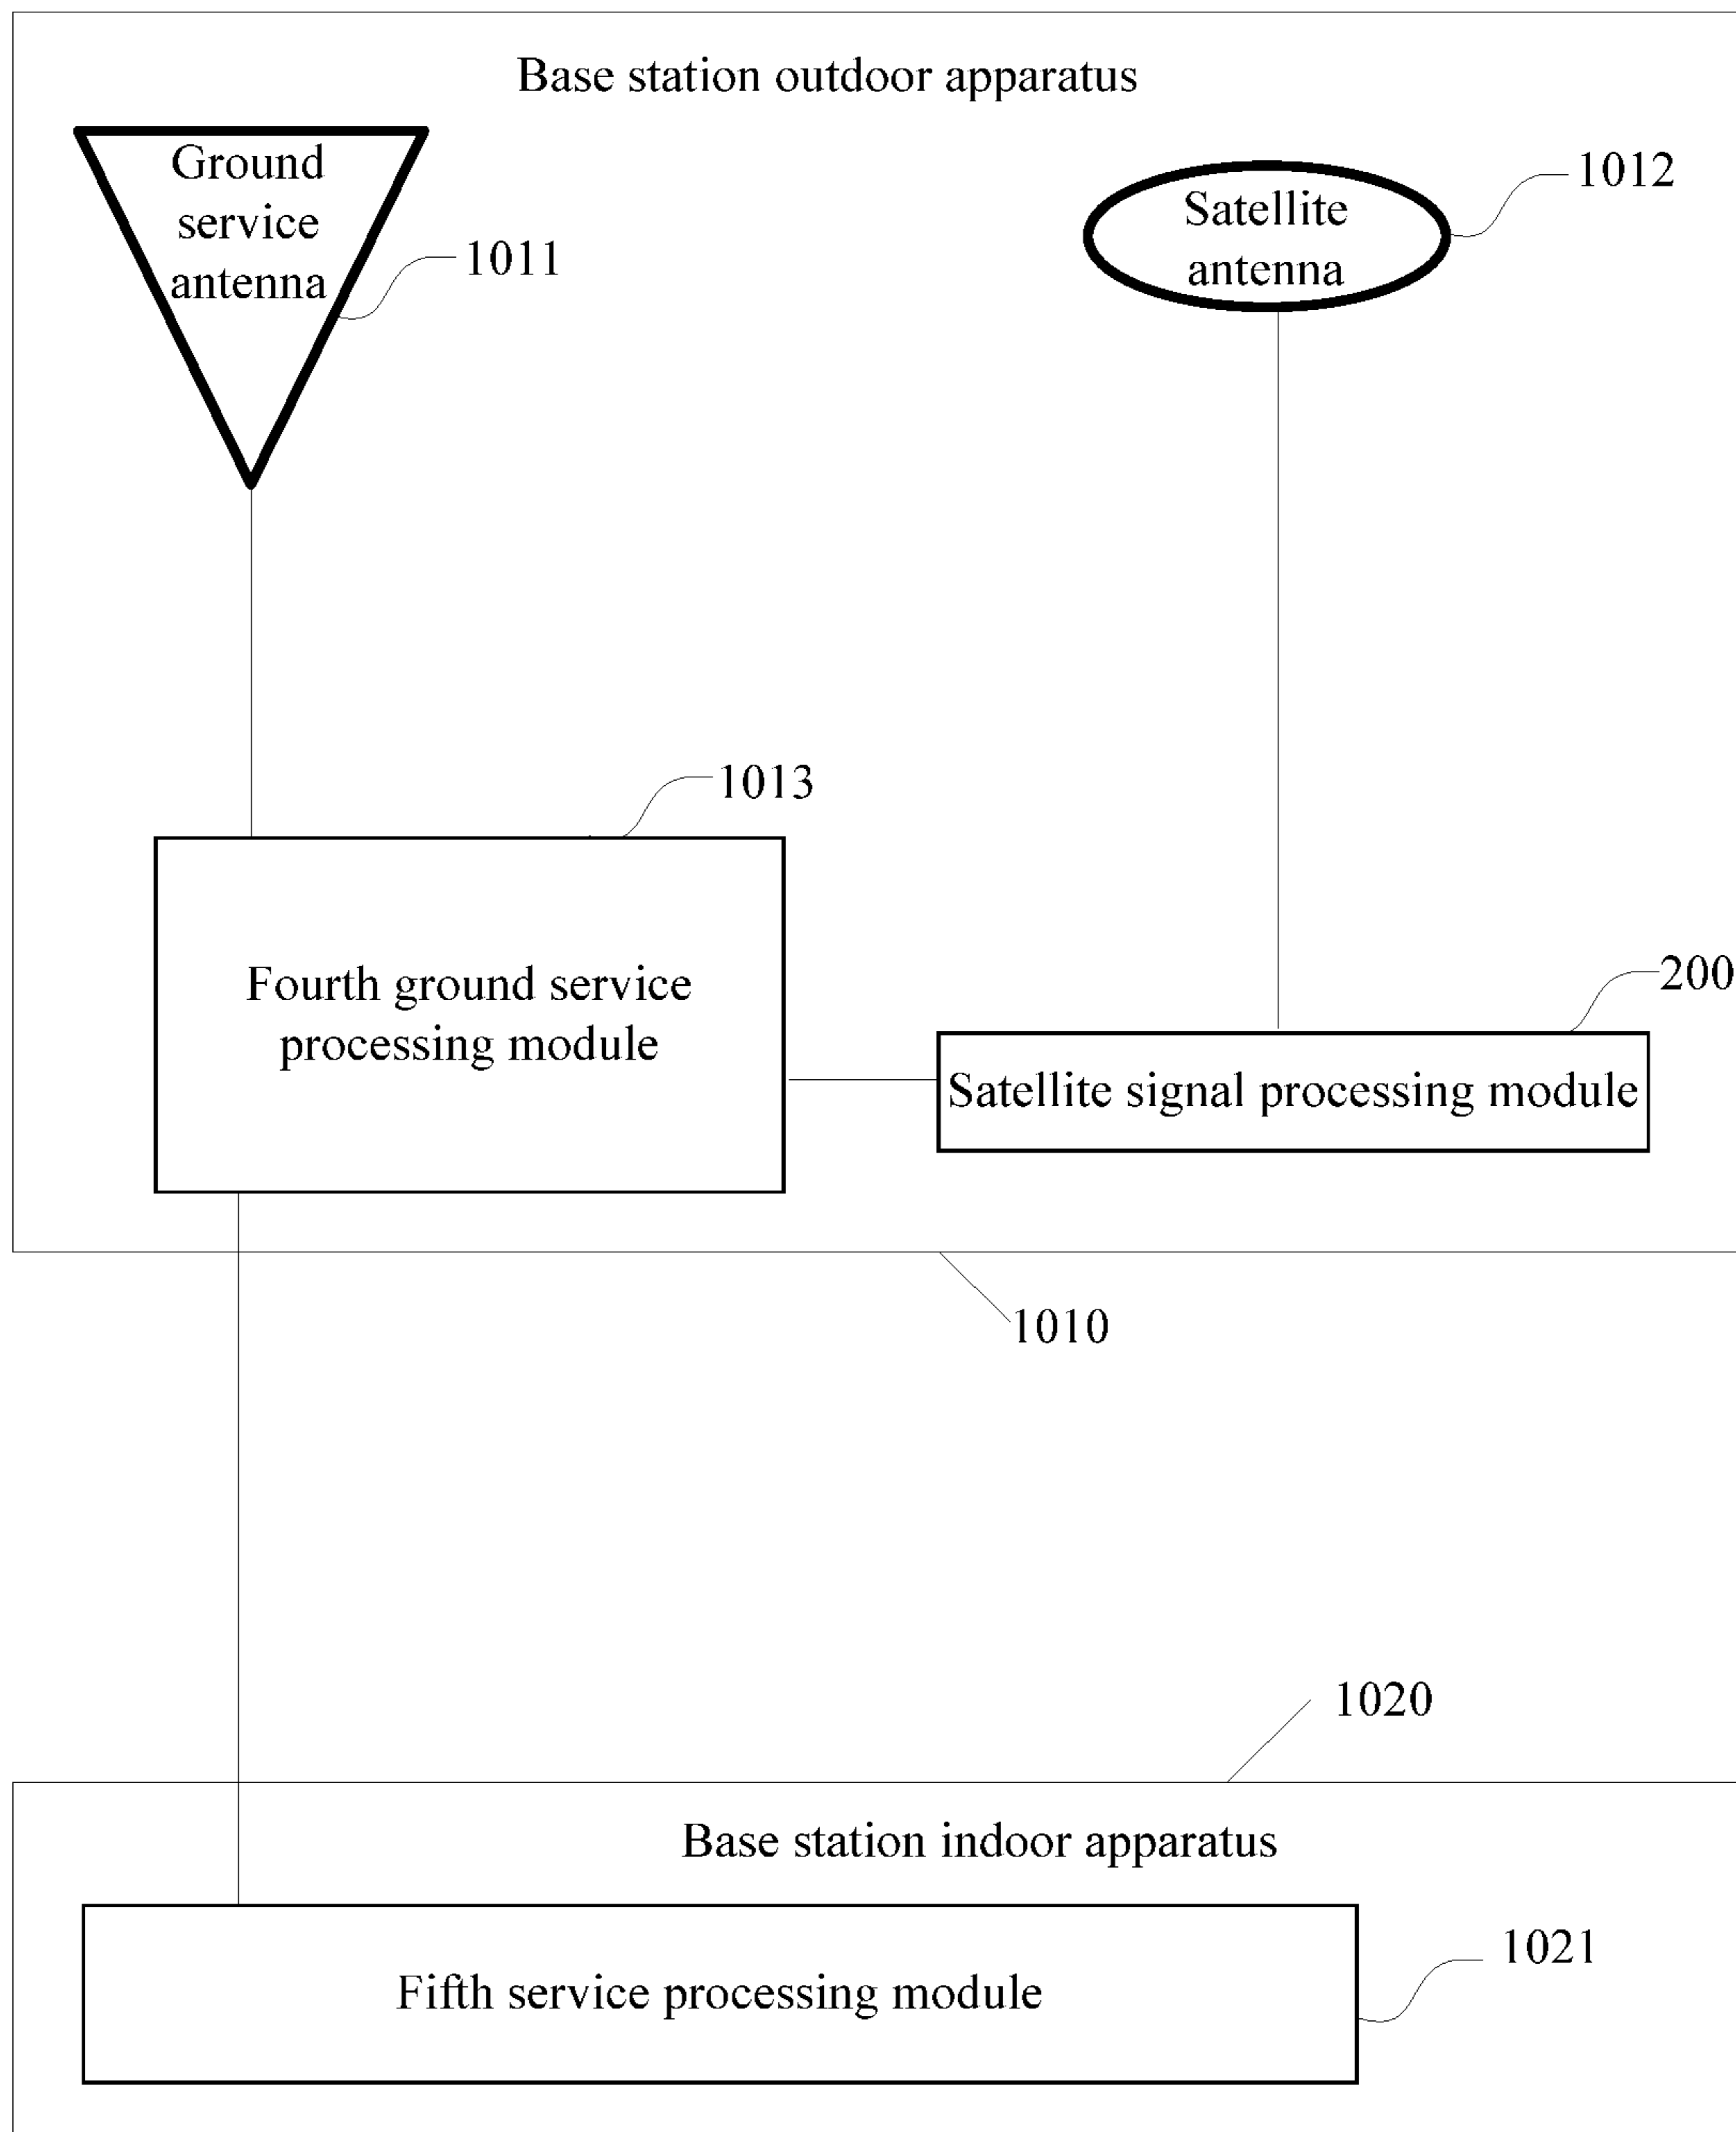 Base station outdoor apparatus
Ground
service
antenna
1011
Satellite
antenna
1012
1013
Fourth ground service
processing module
200
Satellite signal processing module
1010
1020
Base station indoor apparatus
Fifth service processing module
1021